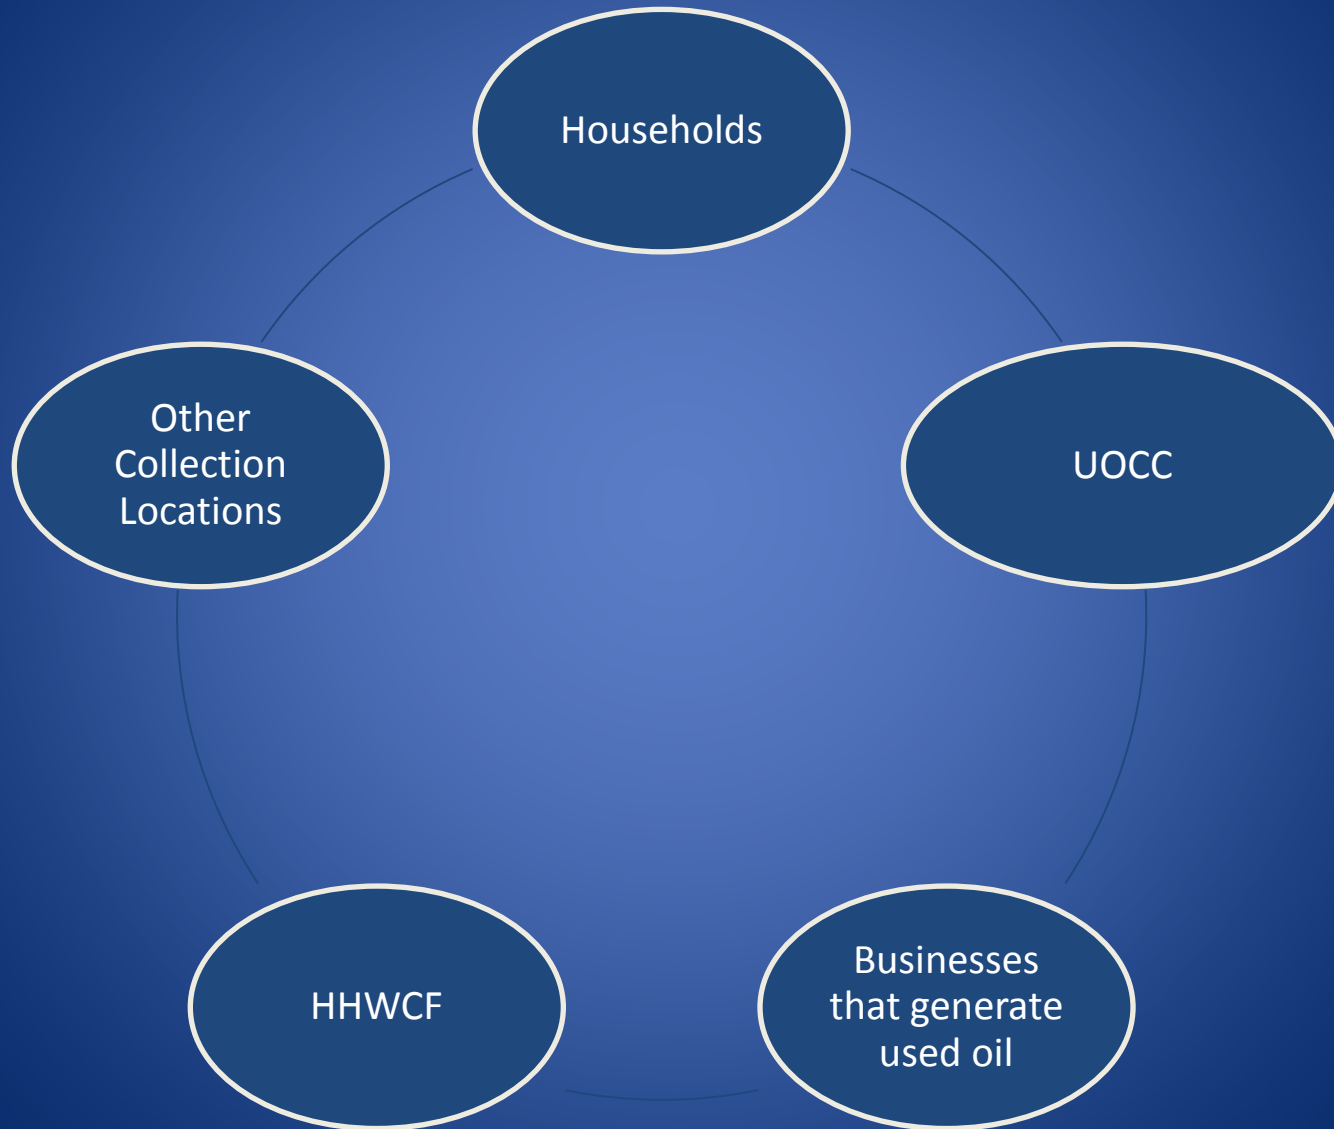 Households
Other
Collection
Locations
UOCC
HHWCF
Businesses
that generate
used oil